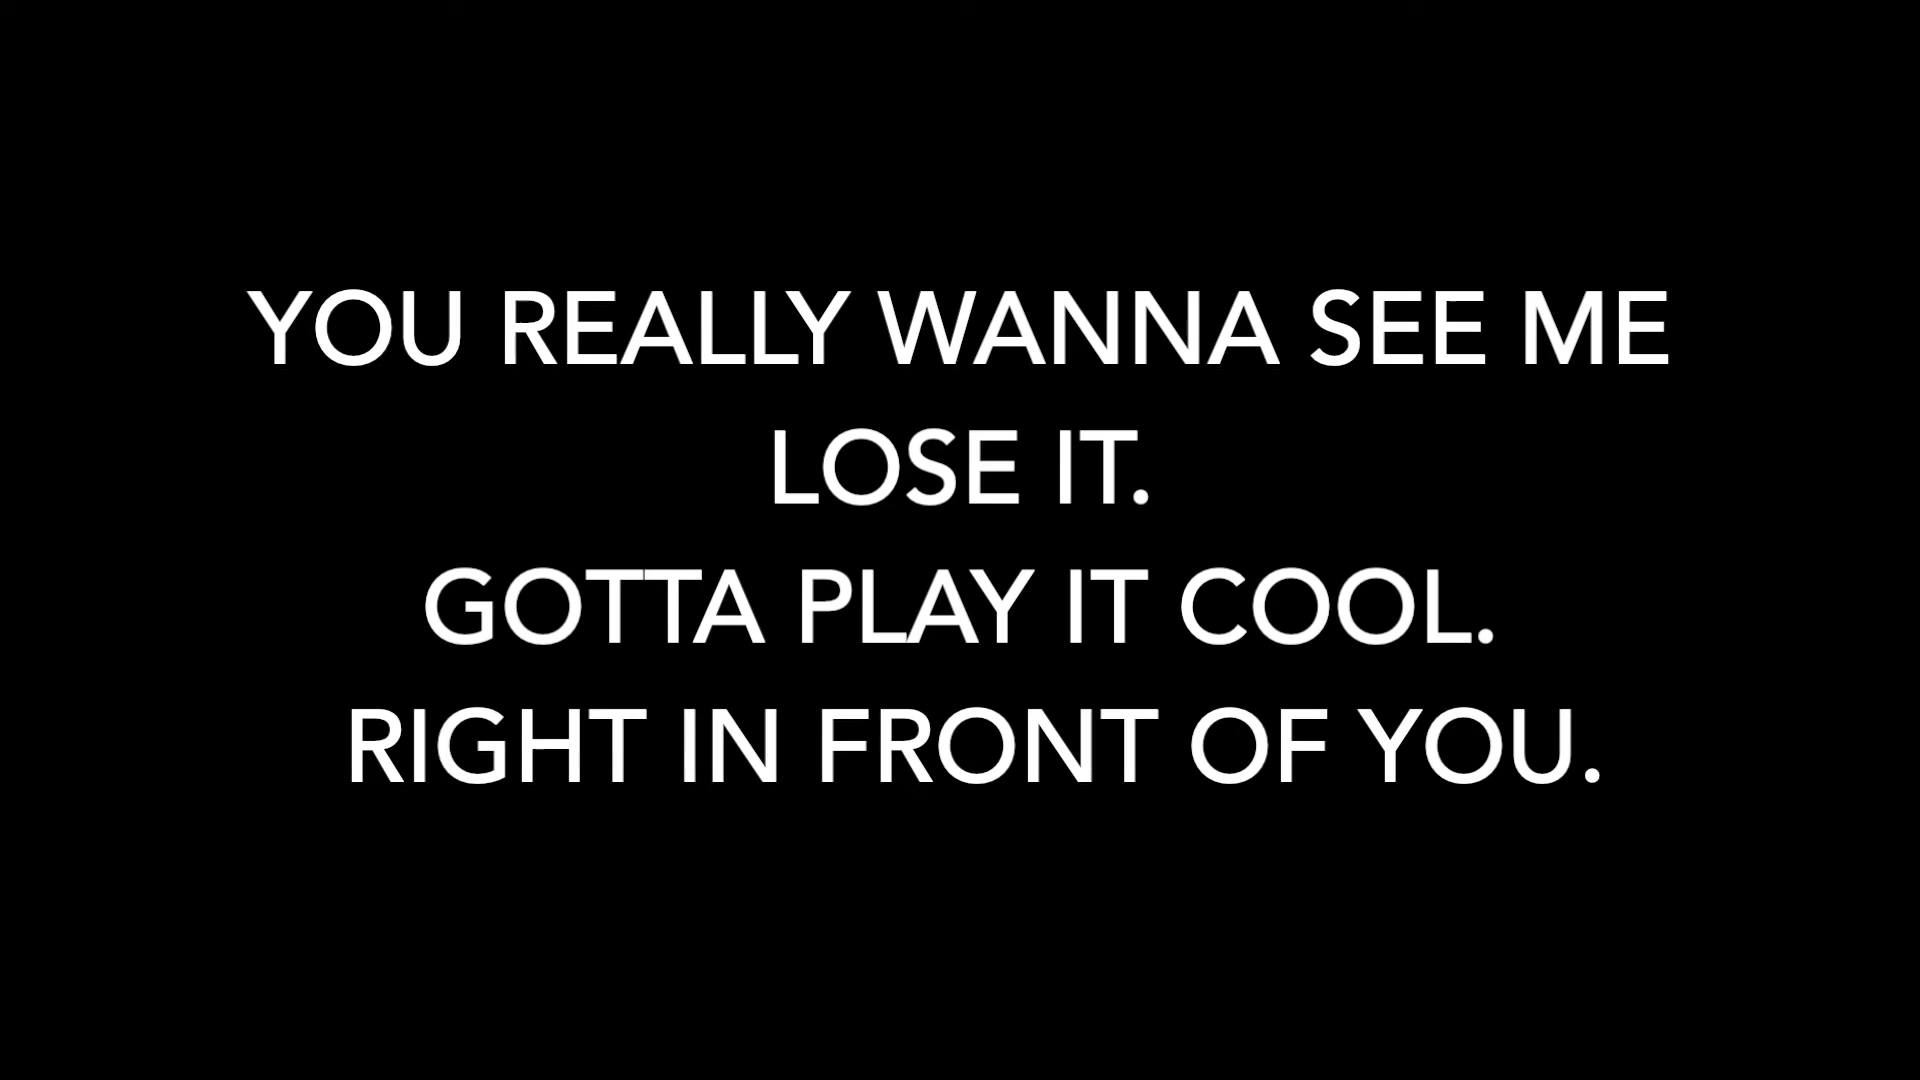 YOU REALLY WANNA SEE ME
LOSE IT.
GOTTA PLAY IT COOL.
RIGHT IN FRONT OF YOU.